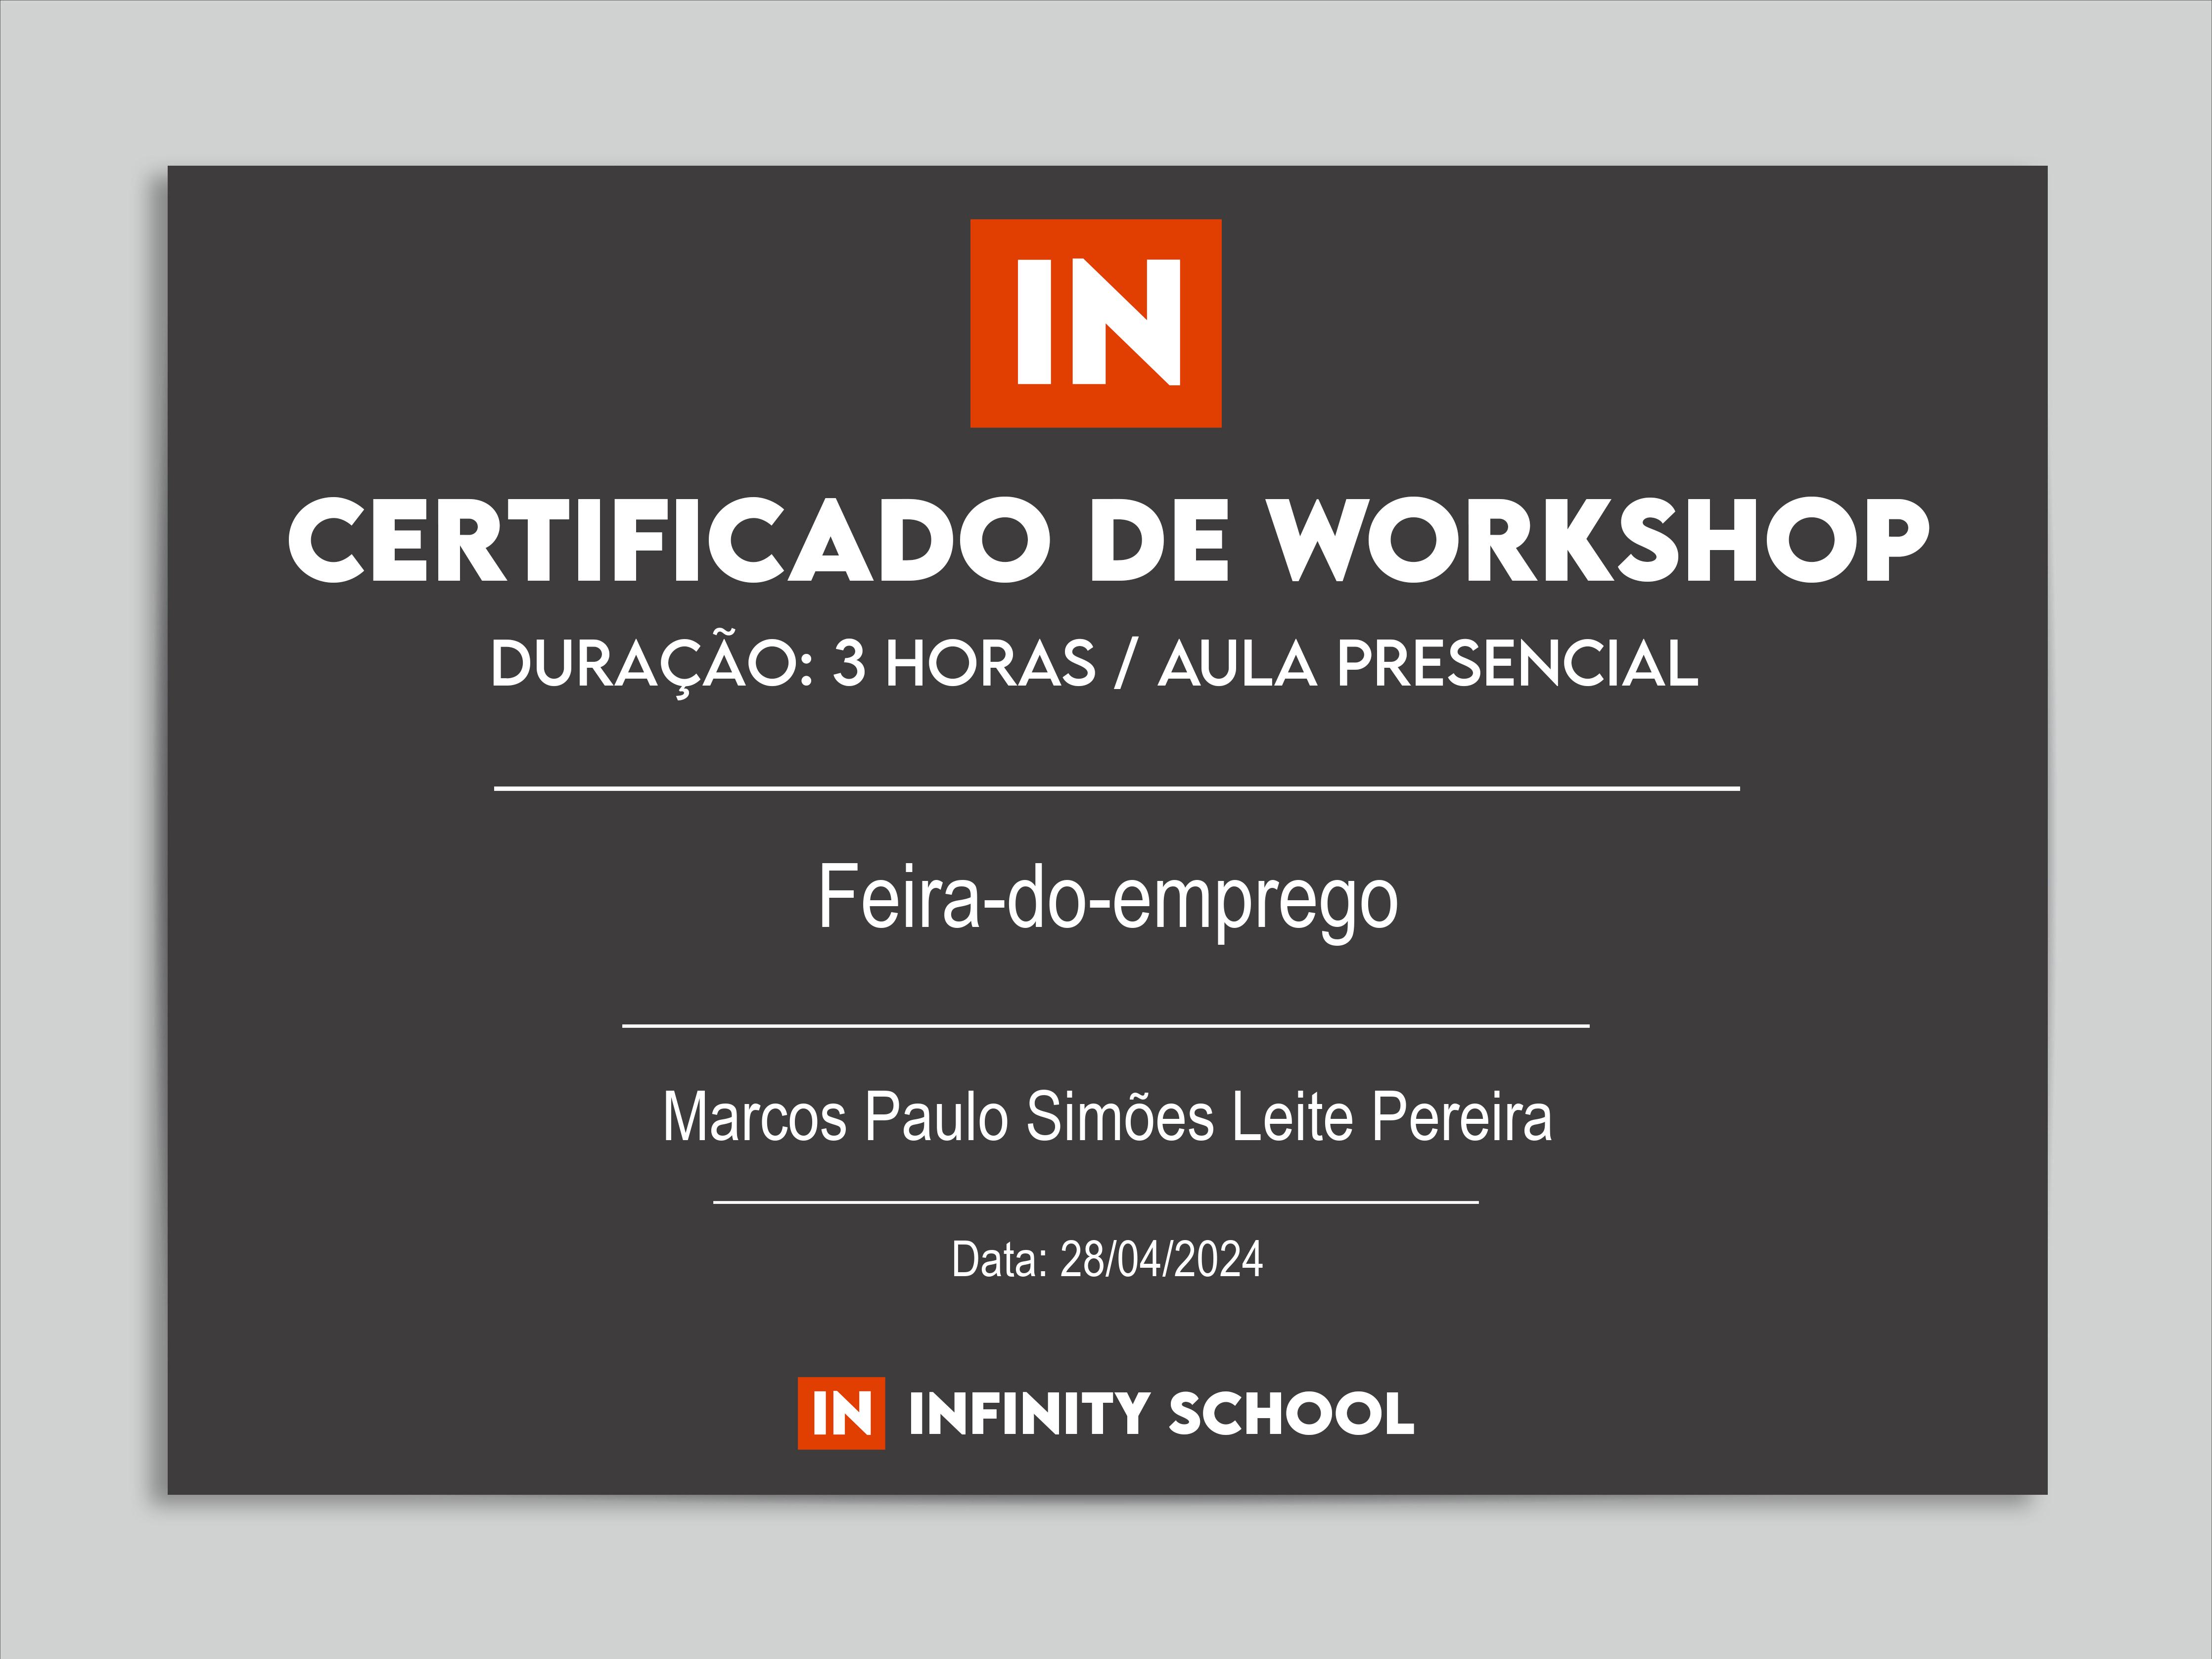 IN
CERTIFICADO DE WORKSHOP
DURAÇÃO: 3 HORAS / AULA PRESENCIAL
Feira-do-emprego
Marcos Paulo Simões Leite Pereira
Data: 28/04/2024
IN INFINITY SCHOOL